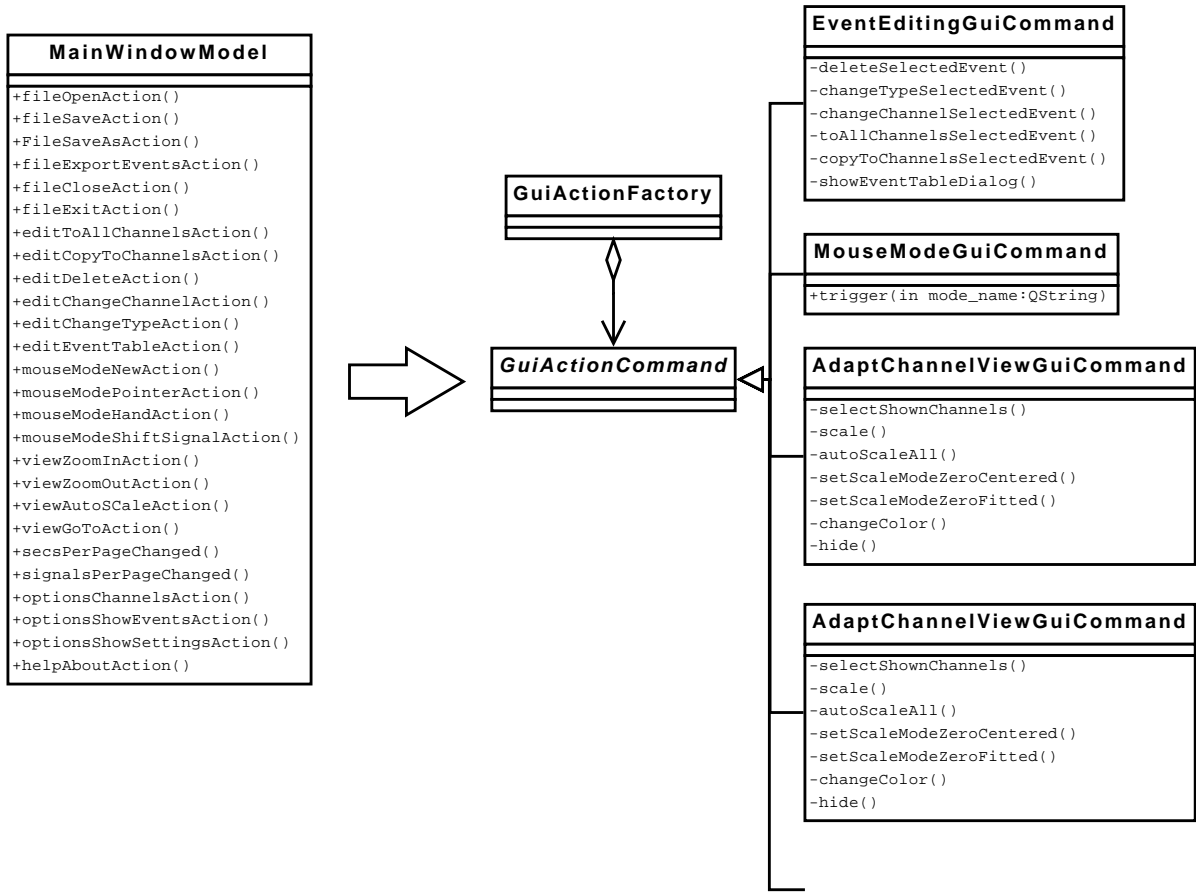 MainWindowModel
+fileOpenAction()
+fileSaveAction()
+FileSaveAsAction()
+fileExportEventsAction()
+fileCloseAction()
+fileExitAction()
+editToAllChannelsAction()
+editCopyToChannelsAction()
+editDeleteAction()
+editChangeChannelAction()
+editChangeTypeAction()
+editEventTableAction()
+mouseModeNewAction()
+mouseModePointerAction()
+mouseModeHandAction()
+mouseModeShiftSignalAction()
+viewZoomInAction()
+viewZoomOutAction()
+viewAutoSCaleAction()
+viewGoToAction()
+secsPerPageChanged()
+signalsPerPageChanged()
+optionsChannelsAction()
+optionsShowEventsAction()
+optionsShowSettingsAction()
+helpAboutAction()
GuiActionFactory
GuiActionCommand
EventEditingGuiCommand
-deleteSelectedEvent()
-changeTypeSelectedEvent()
-changeChannelSelectedEvent()
-toAllChannelsSelectedEvent()
-copyToChannelsSelectedEvent()
-showEventTableDialog()
MouseModeGuiCommand
+trigger(in mode_name:QString)
AdaptChannelViewGuiCommand
-selectShownChannels()
-scale()
-autoScaleAll()
-setScaleModeZeroCentered()
-setScaleModeZeroFitted()
-changeColor()
-hide()
AdaptChannelViewGuiCommand
-selectShownChannels()
-scale()
-autoScaleAll()
-setScaleModeZeroCentered()
-setScaleModeZeroFitted()
-changeColor()
-hide()